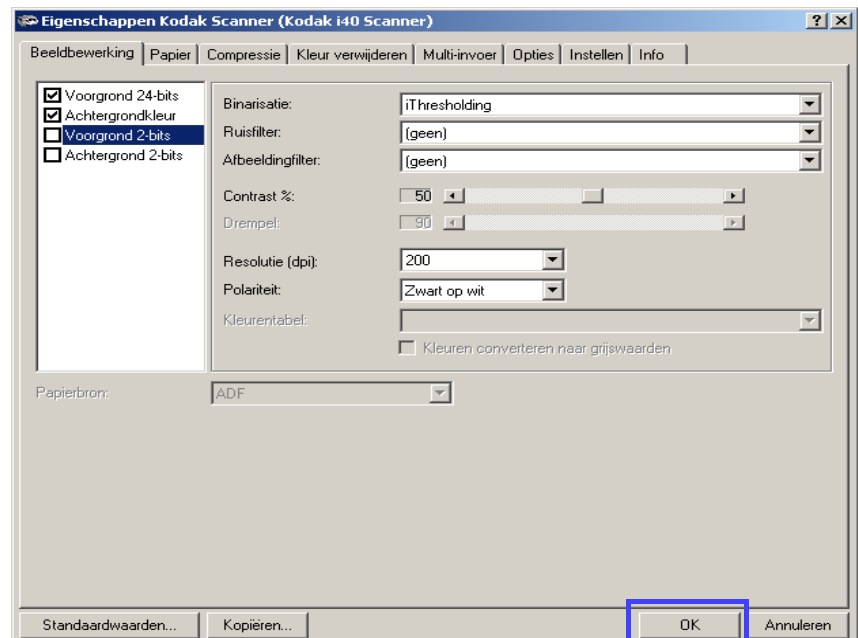 Eigenschappen Kodak Scanner (Kodak i40 Scanner)
Beeldbewerking Papier Compressie Kleur verwijderen Multi-invoer Opties Instellen Info
Voorgrond 24-bits
Achtergrondkleur
Voorgrond 2-bits
Achtergrond 2-bits
Binarisatie: iThresholding
Ruisfilter: (geen)
Afbeeldingfilter: (geen)
Contrast %: 50
Drempel: 90
Resolutie (dpi): 200
Polariteit: Zwart op wit
Kleurentabel:
Kleuren converteren naar grijswaarden
Papierbron: ADF
Standaardwaarden... Kopiëren... OK Annuleren